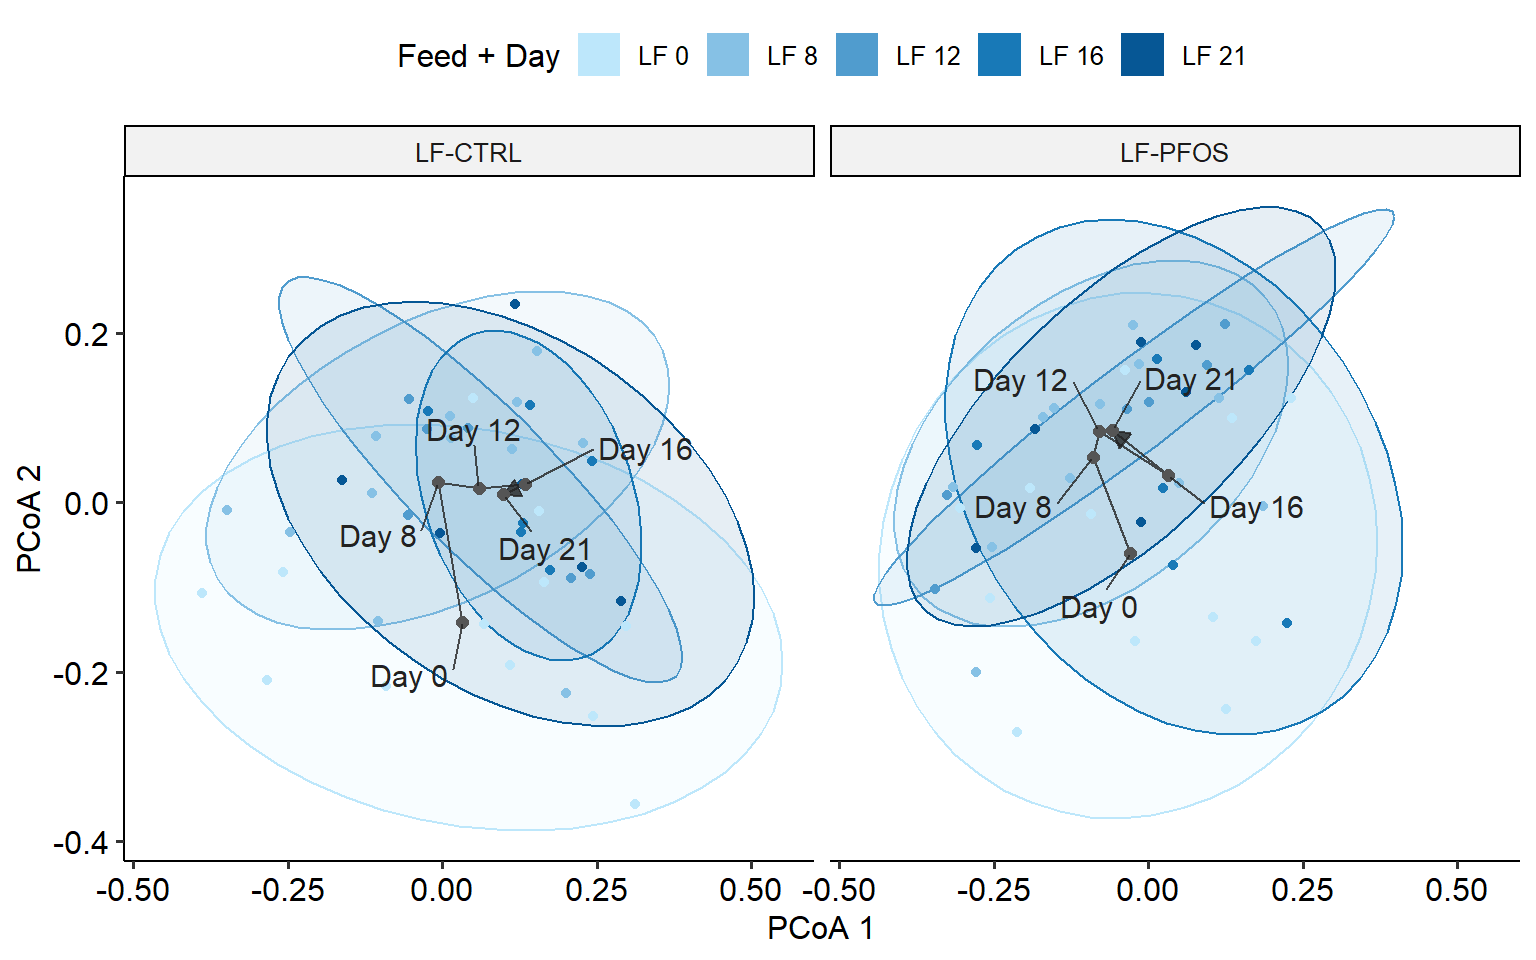 Feed + Day LF 0 LF 8 LF 12 LF 16 LF 21
LF-CTRL LF-PFOS
PCoA 2
0.2
0.0
-0.2
-0.4
Day 12
Day 16
Day 8
Day 21
Day 0
Day 12
Day 21
Day 8
Day 16
Day 0
-0.50 -0.25 0.00 0.25 0.50 -0.50 -0.25 0.00 0.25 0.50
PCoA 1